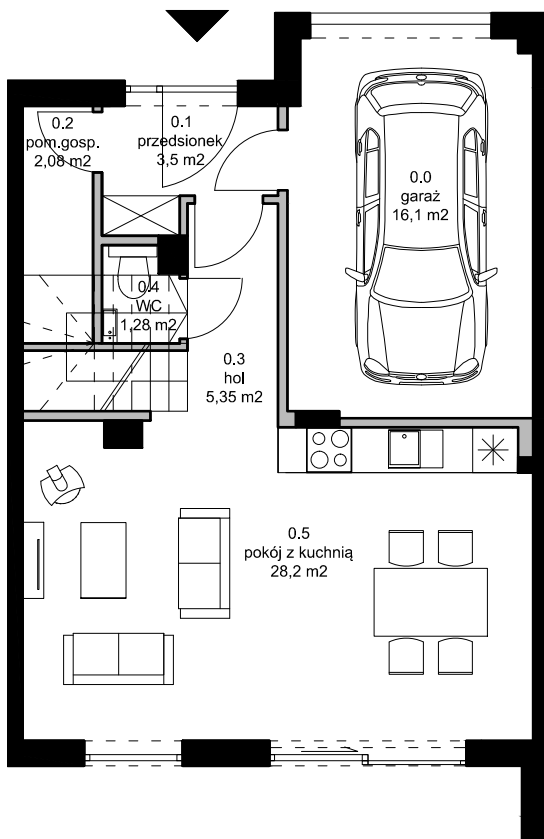 0.1
przedsionek
3,5 m2
0.2
pom.gosp.
2,08 m2
0.0
garaż
16,1 m2
0.4
WC
1,28 m2
0.3
hol
5,35 m2
0.5
pokój z kuchnią
28,2 m2